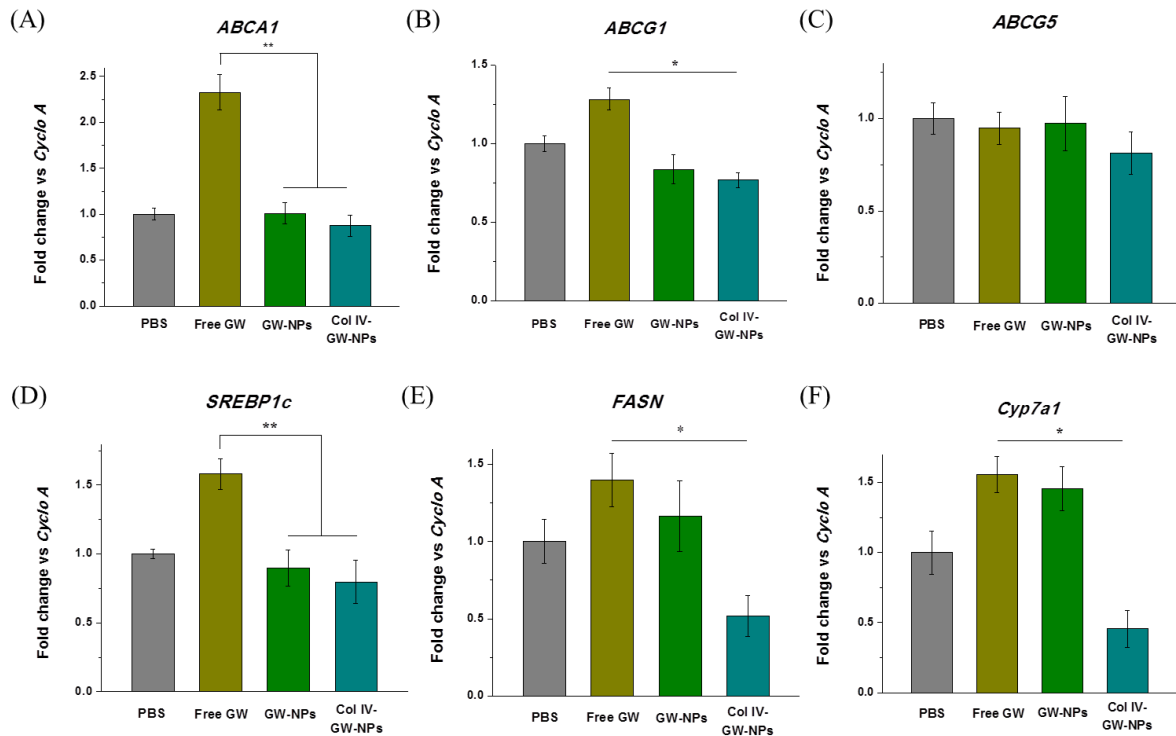 (A)
ABCA1
**
Fold change vs Cyclo A
2.5
2.0
1.5
1.0
0.5
0.0
PBS
Free GW
GW-NPs
Col IV-
GW-NPs
(B)
ABCG1
*
Fold change vs Cyclo A
1.5
1.0
0.5
0.0
PBS
Free GW
GW-NPs
Col IV-
GW-NPs
(C)
ABCG5
Fold change vs Cyclo A
1.0
0.5
0.0
PBS
Free GW
GW-NPs
Col IV-
GW-NPs
(D)
SREBP1c
**
Fold change vs Cyclo A
1.5
1.0
0.5
0.0
PBS
Free GW
GW-NPs
Col IV-
GW-NPs
(E)
FASN
*
Fold change vs Cyclo A
1.5
1.0
0.5
0.0
PBS
Free GW
GW-NPs
Col IV-
GW-NPs
(F)
Cyp7a1
*
Fold change vs Cyclo A
1.5
1.0
0.5
0.0
PBS
Free GW
GW-NPs
Col IV-
GW-NPs